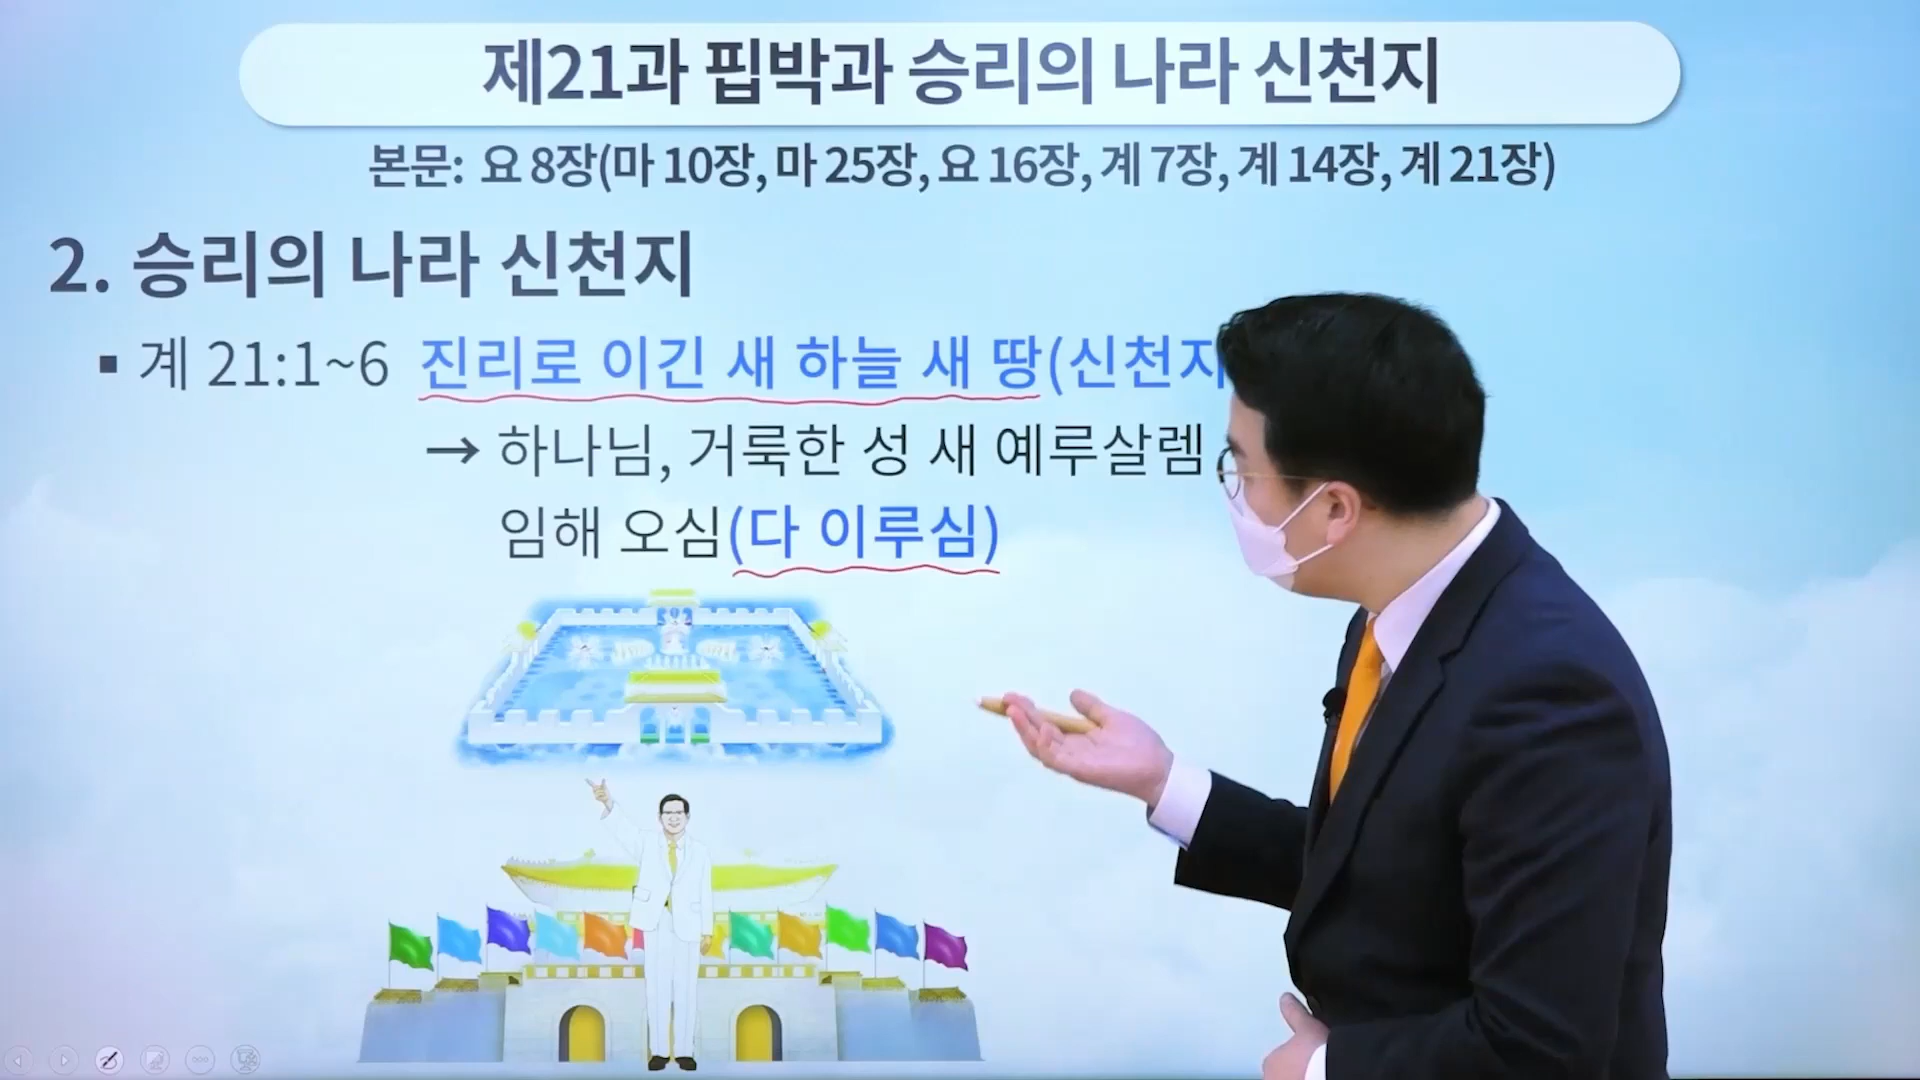 제21과 핍박과 승리의 나라 신천지
본문: 요 8장(마 10장, 마 25장, 요 16장, 계 7장, 계 14장, 계 21장)
2. 승리의 나라 신천지
▪ 계 21:1~6 진리로 이긴 새 하늘 새 땅(신천지
→ 하나님, 거룩한 성 새 예루살렘
임해 오심(다 이루심)